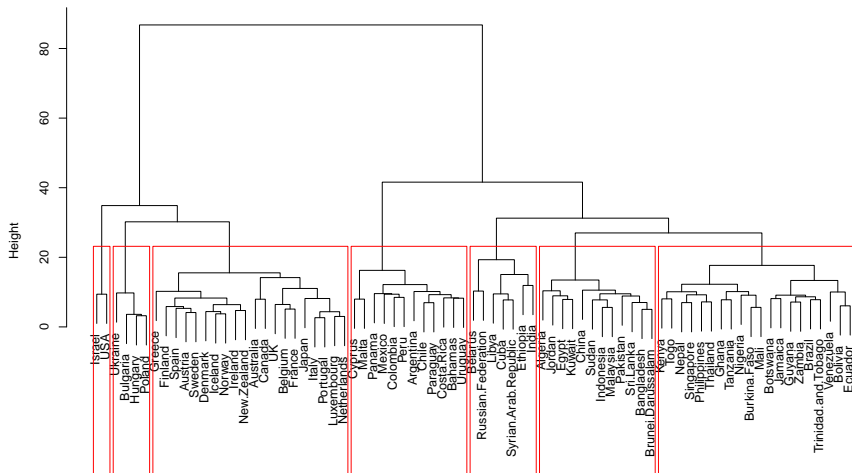 Height
0
20
40
60
80
Israel
USA
Ukraine
Bulgaria
Hungary
Poland
Greece
Finland
Spain
Austria
Sweden
Denmark
Iceland
Norway
Ireland
New.Zealand
Australia
Canada
UK
Belgium
France
Japan
Italy
Portugal
Luxembourg
Netherlands
Cyprus
Malta
Panama
Mexico
Colombia
Peru
Argentina
Chile
Paraguay
Costa.Rica
Bahamas
Uruguay
Belarus
Russian.Federation
Libya
Cuba
Syrian.Arab.Republic
Ethiopia
India
Algeria
Jordan
Egypt
Kuwait
China
Sudan
Indonesia
Malaysia
Pakistan
Sri.Lanka
Bangladesh
Brunei.Darussalam
Kenya
Togo
Nepal
Singapore
Philippines
Thailand
Ghana
Tanzania
Nigeria
Burkina.Faso
Mali
Botswana
Jamaica
Guyana
Zambia
Brazil
Trinidad.and.Tobago
Venezuela
Bolivia
Ecuador